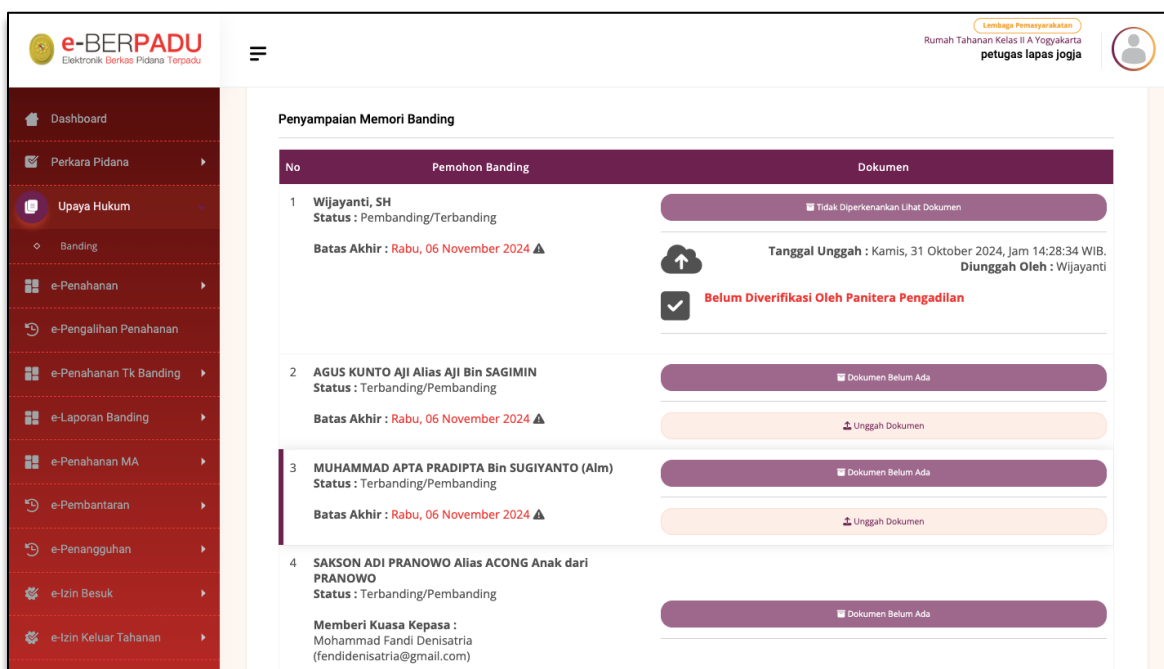 e-BERPADU
Elektronik Berkas Pidana Terpadu
Lembaga Pemasyarakatan
Rumah Tahanan Kelas II A Yogyakarta
petugas lapas jogja
Dashboard
Perkara Pidana
Upaya Hukum
Banding
e-Penahanan
e-Pengalihan Penahanan
e-Penahanan Tk Banding
e-Laporan Banding
e-Penahanan MA
e-Pembantaran
e-Penangguhan
e-Izin Besuk
e-Izin Keluar Tahanan
Penyampaian Memori Banding
No Pemohon Banding Dokumen
1 Wijayanti, SH
Status : Pembanding/Terbanding
Batas Akhir : Rabu, 06 November 2024
Tidak Diperkenankan Lihat Dokumen
Tanggal Unggah : Kamis, 31 Oktober 2024, Jam 14:28:34 WIB.
Diunggah Oleh : Wijayanti
Belum Diverifikasi Oleh Panitera Pengadilan
2 AGUS KUNTO AJI Alias AJI Bin SAGIMIN
Status : Terbanding/Pembanding
Batas Akhir : Rabu, 06 November 2024
Dokumen Belum Ada
Unggah Dokumen
3 MUHAMMAD APTA PRADIPTA Bin SUGIYANTO (Alm)
Status : Terbanding/Pembanding
Batas Akhir : Rabu, 06 November 2024
Dokumen Belum Ada
Unggah Dokumen
4 SAKSON ADI PRANOWO Alias ACONG Anak dari
PRANOWO
Status : Terbanding/Pembanding
Memberi Kuasa Kepasa :
Mohammad Fandi Denisatria
(fendidenisatria@gmail.com)
Dokumen Belum Ada